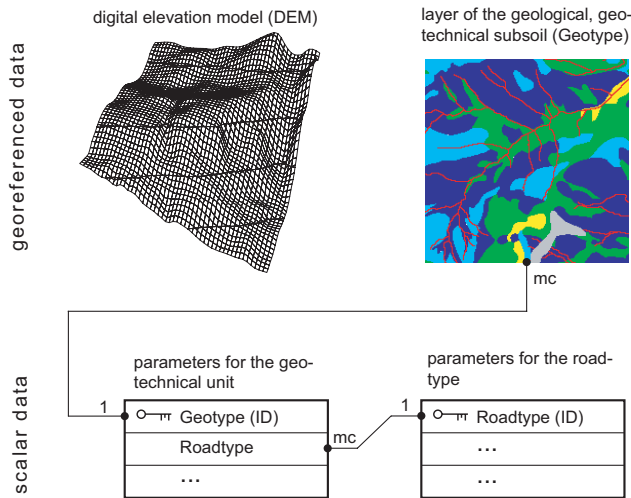 georeferenced data
digital elevation model (DEM)
layer of the geological, geo-
technical subsoil (Geotype)
mc
scalar data
parameters for the geo-
technical unit
1
Geotype (ID)
Roadtype
...
mc
parameters for the road-
type
1
Roadtype (ID)
...
...